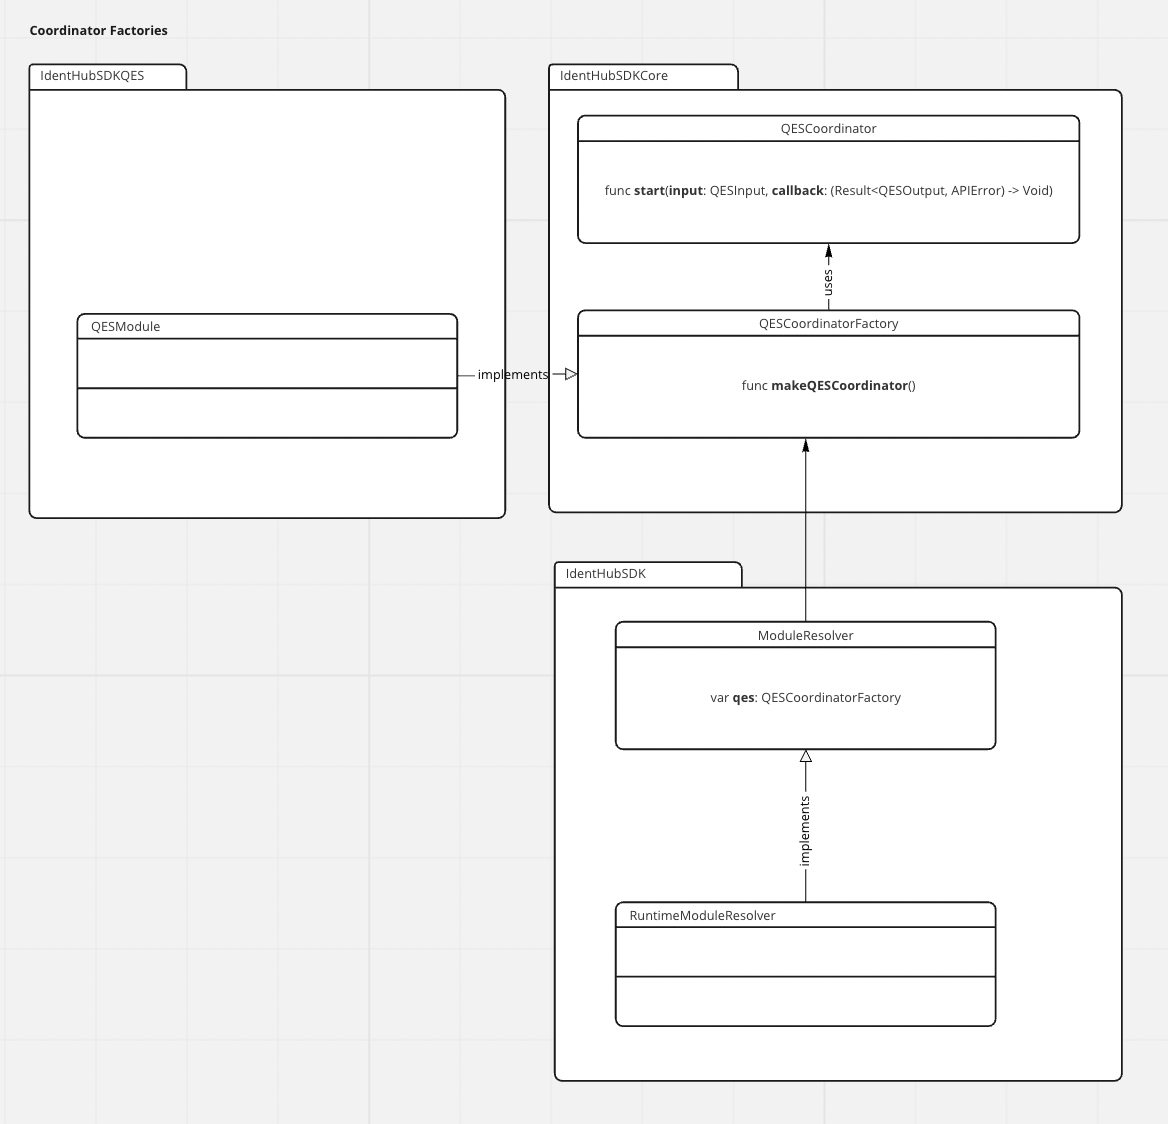 Coordinator Factories
IdentHubSDKQES
IdentHubSDKCore
QESCoordinator
func start(input: QESInput, callback: (Result<QESOutput, APIError) -> Void)
uses
QESCoordinatorFactory
func makeQESCoordinator()
QESModule
implements
IdentHubSDK
ModuleResolver
var qes: QESCoordinatorFactory
implements
RuntimeModuleResolver